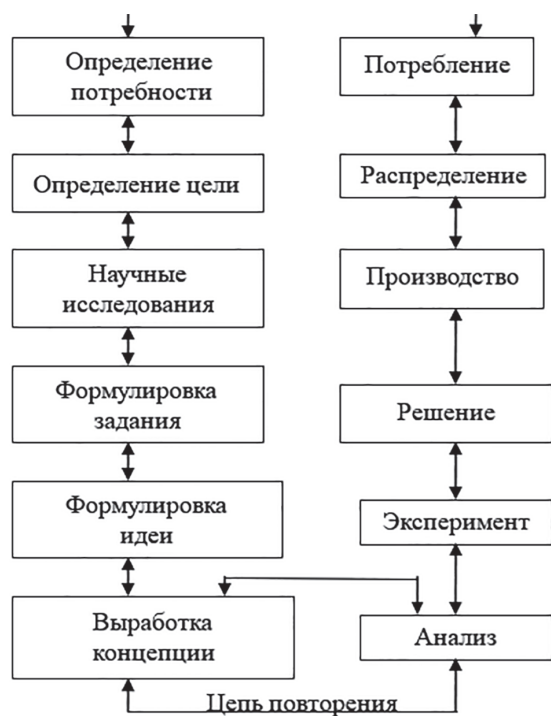 Определение
потребности
Определение цели
Научные
исследования
Формулировка
задания
Формулировка
идеи
Выработка
концепции
Потребление
Распределение
Производство
Решение
Эксперимент
Анализ
Цепь повторения